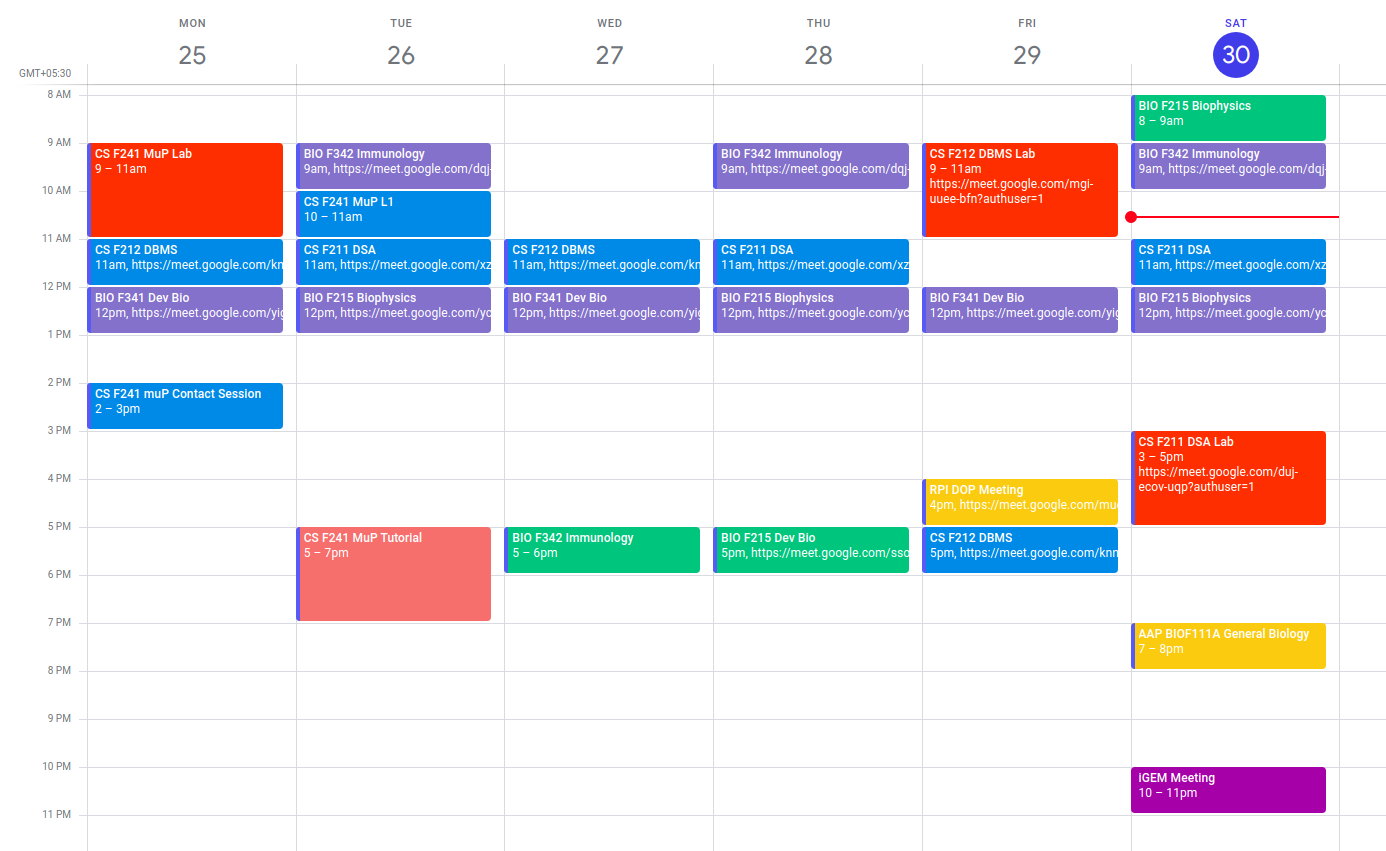 MON
25
TUE
26
WED
27
THU
28
FRI
29
SAT
30
GMT+05:30
8 AM
9 AM
10 AM
11 AM
12 PM
1 PM
2 PM
3 PM
4 PM
5 PM
6 PM
7 PM
8 PM
9 PM
10 PM
11 PM
CS F241 MuP Lab
9 – 11am
CS F212 DBMS
11am, https://meet.google.com/kn
BIO F341 Dev Bio
12pm, https://meet.google.com/yig
CS F241 muP Contact Session
2 – 3pm
BIO F342 Immunology
9am, https://meet.google.com/dqj-
CS F241 MuP L1
10 – 11am
CS F211 DSA
11am, https://meet.google.com/xz
BIO F215 Biophysics
12pm, https://meet.google.com/yc
CS F241 MuP Tutorial
5 – 7pm
CS F212 DBMS
11am, https://meet.google.com/kn
BIO F341 Dev Bio
12pm, https://meet.google.com/yig
BIO F342 Immunology
5 – 6pm
BIO F342 Immunology
9am, https://meet.google.com/dqj-
CS F211 DSA
11am, https://meet.google.com/xz
BIO F215 Biophysics
12pm, https://meet.google.com/yc
BIO F215 Dev Bio
5pm, https://meet.google.com/sso
CS F212 DBMS Lab
9 – 11am
https://meet.google.com/mgi-
uuee-bfn?authuser=1
BIO F341 Dev Bio
12pm, https://meet.google.com/yig
RPI DOP Meeting
4pm, https://meet.google.com/mu
CS F212 DBMS
5pm, https://meet.google.com/knn
BIO F215 Biophysics
8 – 9am
BIO F342 Immunology
9am, https://meet.google.com/dqj-
CS F211 DSA
11am, https://meet.google.com/xz
BIO F215 Biophysics
12pm, https://meet.google.com/yc
CS F211 DSA Lab
3 – 5pm
https://meet.google.com/duj-
ecov-uqp?authuser=1
AAP BIOF111A General Biology
7 – 8pm
iGEM Meeting
10 – 11pm